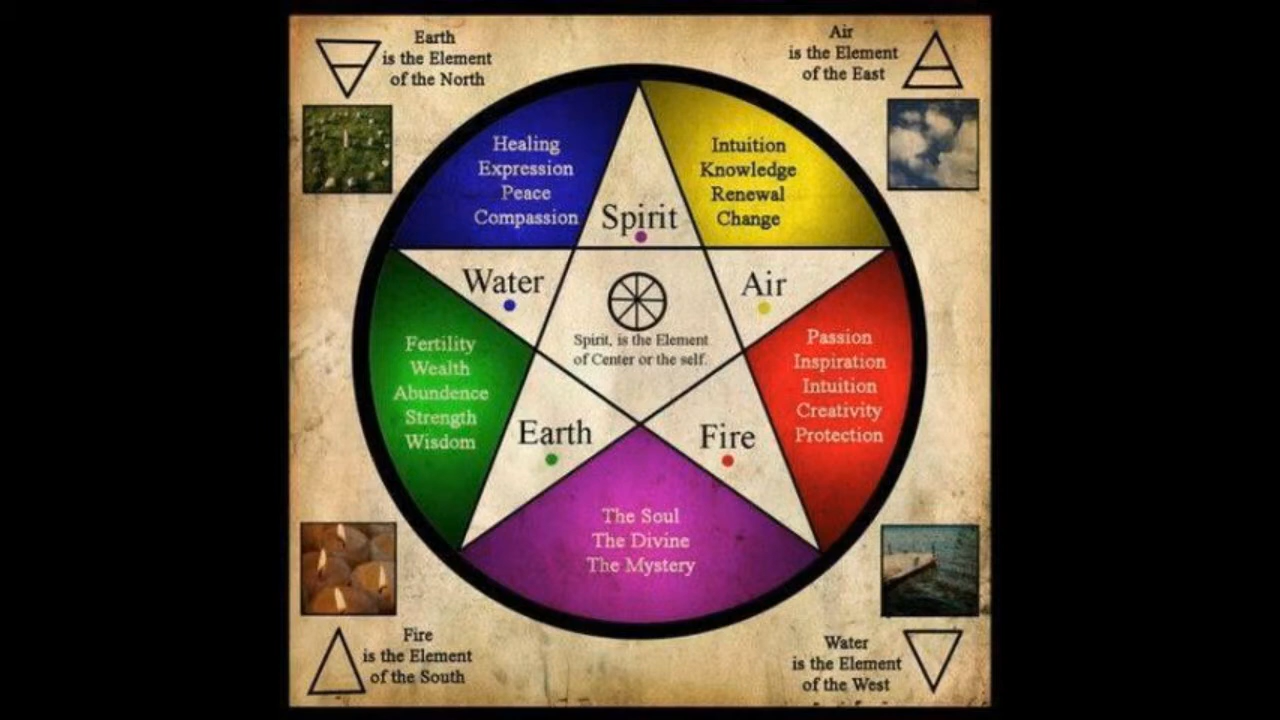 Earth
is the Element
of the North
Air
is the Element
of the East
Healing
Expression
Peace
Compassion
Intuition
Knowledge
Renewal
Change
Spirit
Water
Air
Spirit, is the Element
of Center or the self.
Fertility
Wealth
Abundence
Strength
Wisdom
Passion
Inspiration
Intuition
Creativity
Protection
Earth
Fire
The Soul
The Divine
The Mystery
Fire
is the Element
of the South
Water
is the Element
of the West